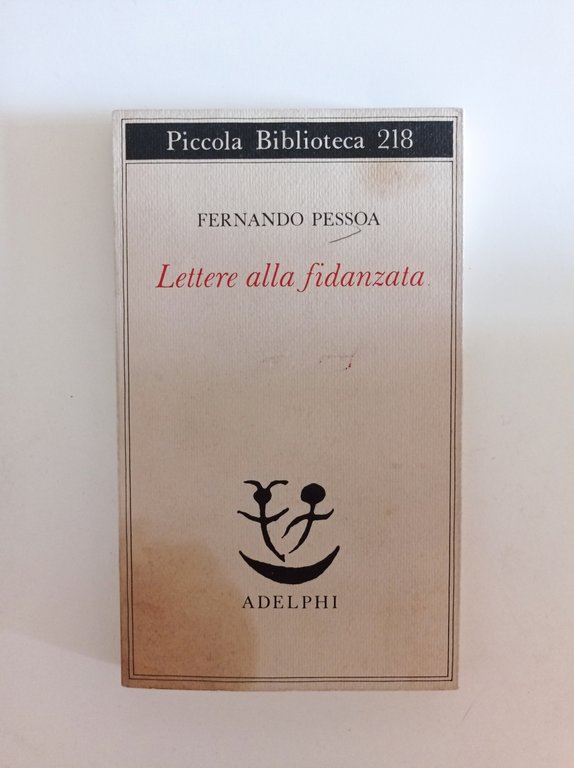 Piccola Biblioteca 218
FERNANDO PESSOA
Lettere alla fidanzata
ADELPHI